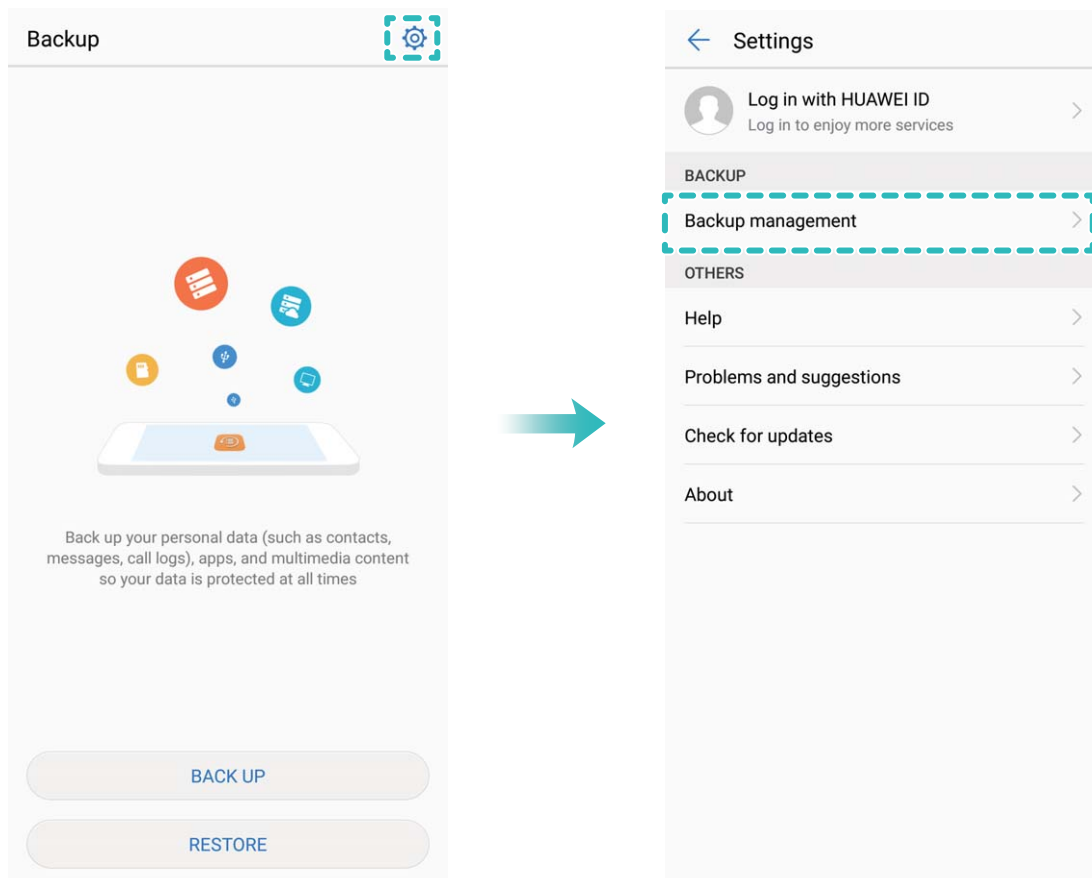 Backup
Back up your personal data (such as contacts,
messages, call logs), apps, and multimedia content
so your data is protected at all times
BACK UP
RESTORE
Settings
Log in with HUAWEI ID
Log in to enjoy more services
BACKUP
Backup management
OTHERS
Help
Problems and suggestions
Check for updates
About